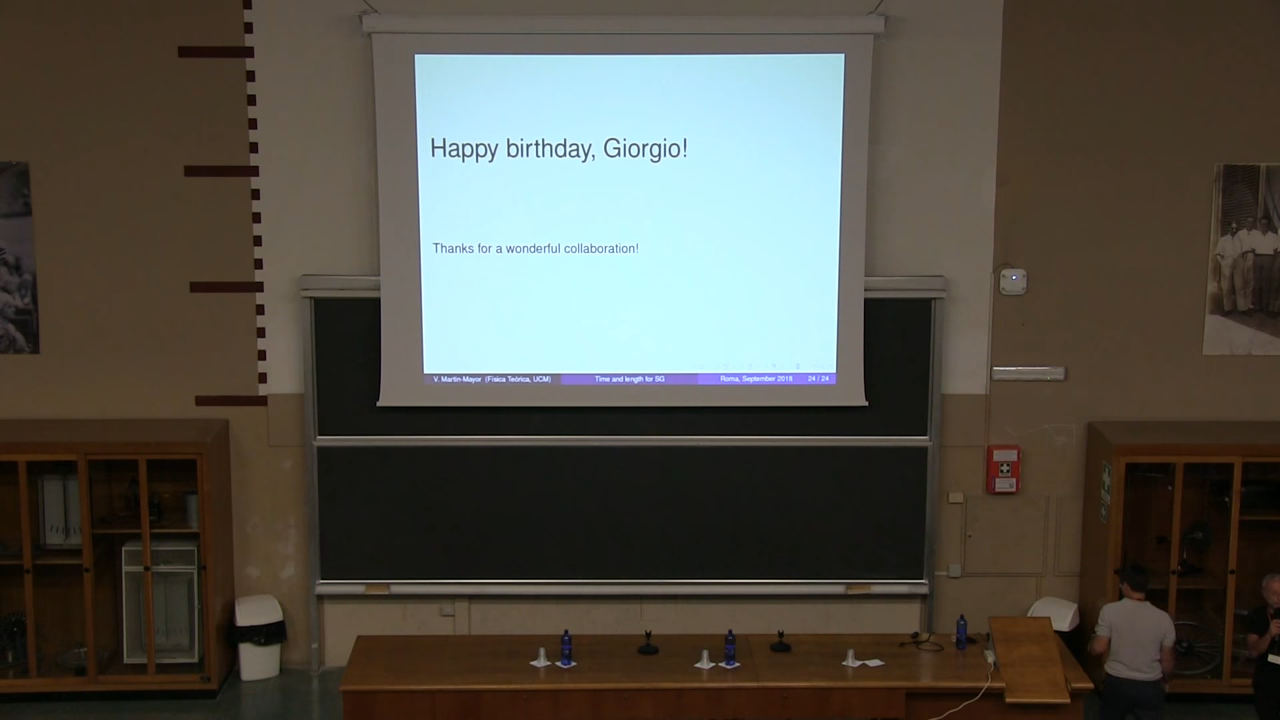 Happy birthday, Giorgio!
Thanks for a wonderful collaboration!
V. Martin-Mayor (Física Teórica, UCM) Time and length for SG Roma, September 2018 24 / 24